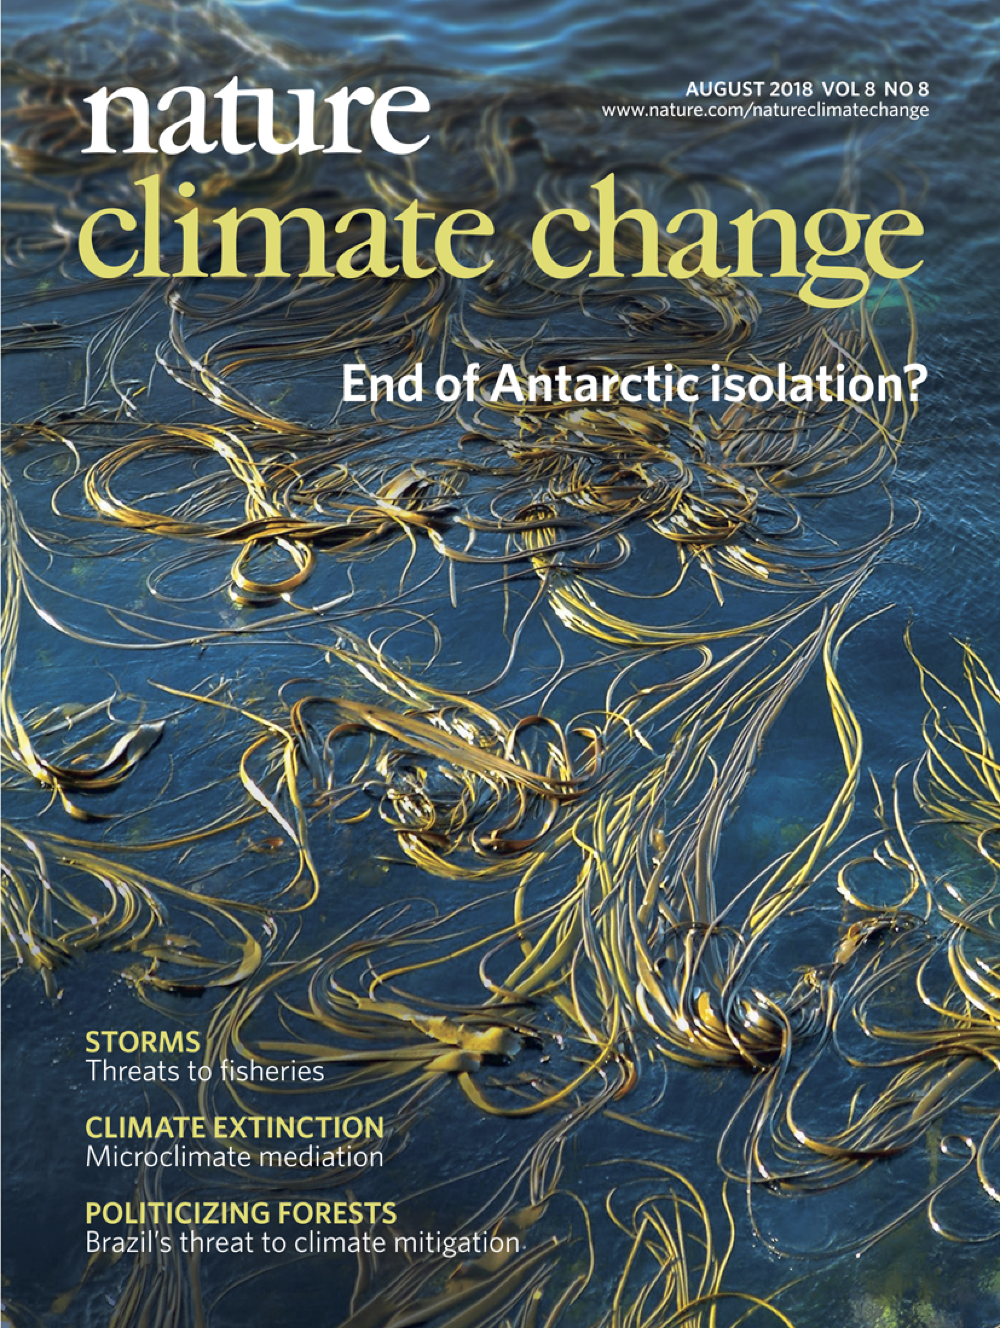 nature
AUGUST 2018 VOL 8 NO 8
www.nature.com/natureclimatechange
climate change
End of Antarctic isolation?
STORMS
Threats to fisheries
CLIMATE EXTINCTION
Microclimate mediation
POLITICIZING FORESTS
Brazil's threat to climate mitigation